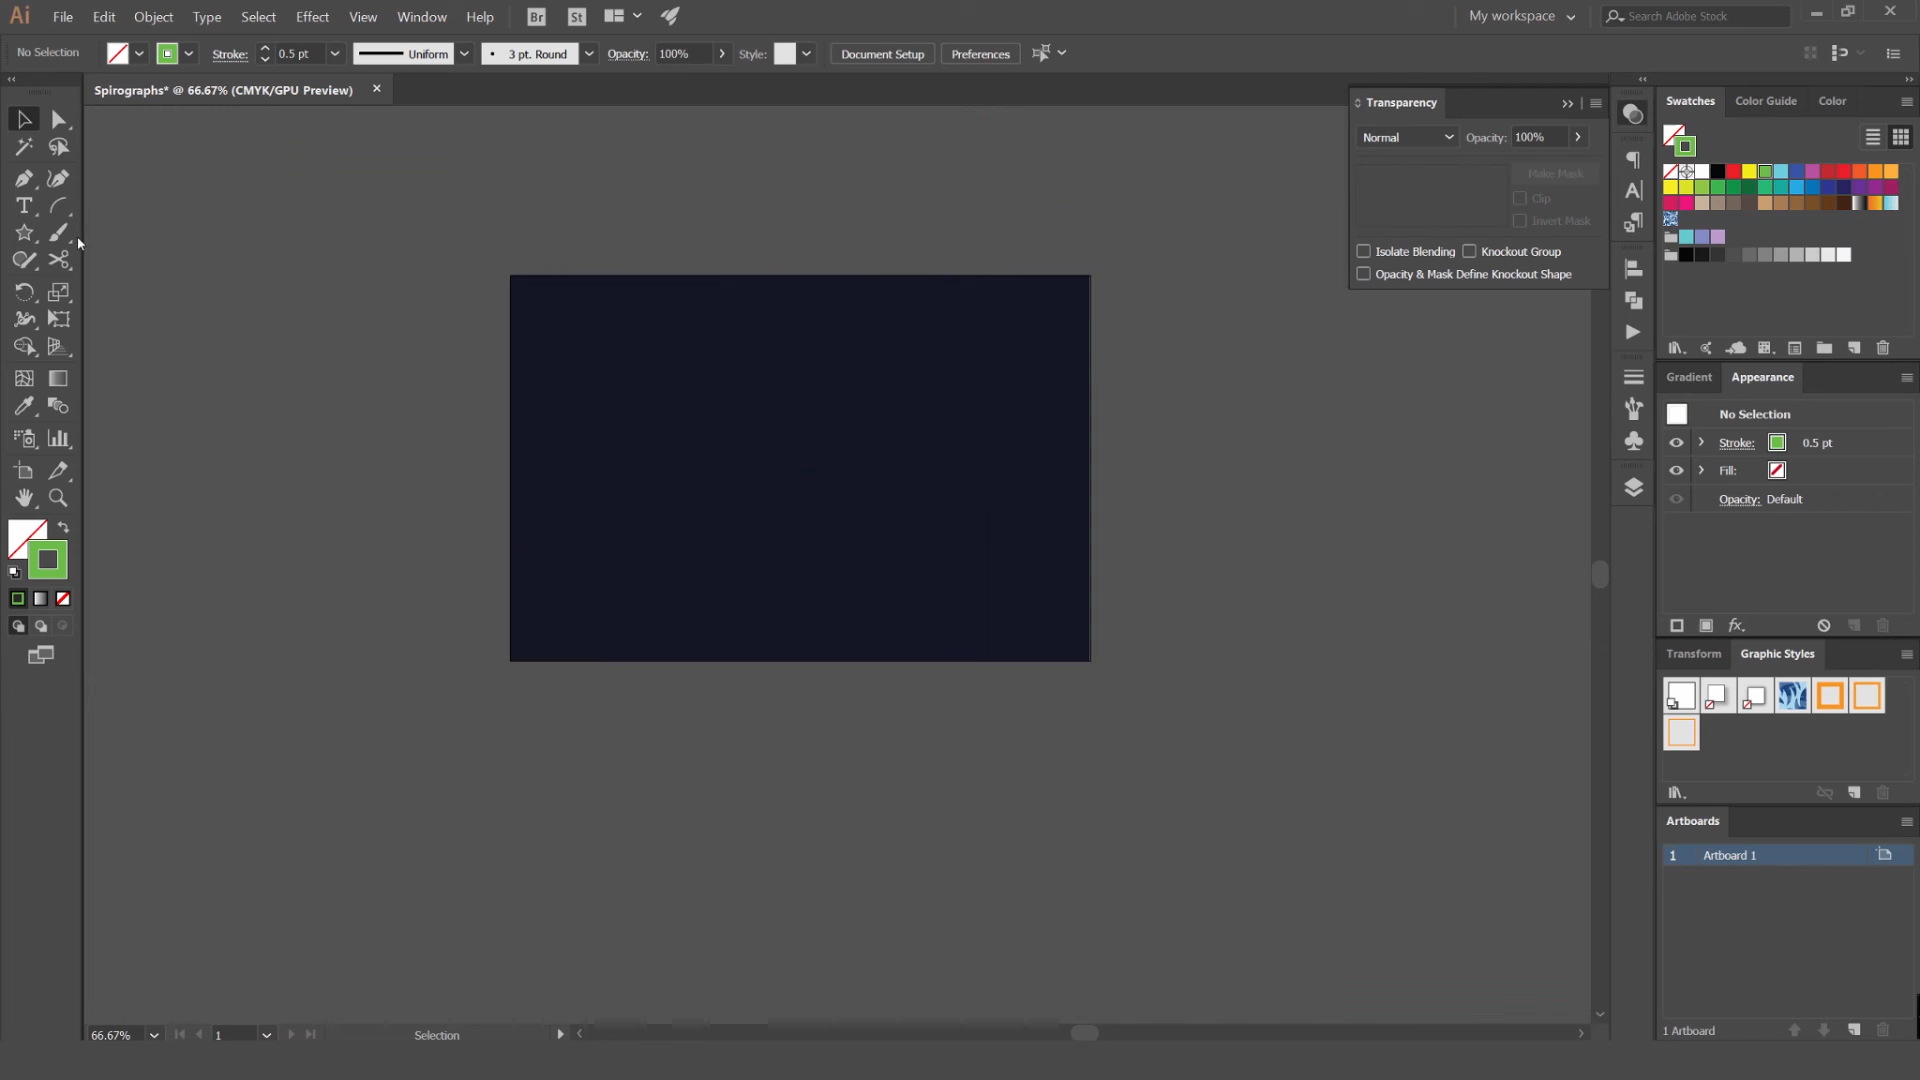 Ai File Edit Object Type Select Effect View Window Help Br St My workspace Search Adobe Stock
No Selection Stroke: 0.5 pt Uniform 3 pt. Round Opacity: 100% Style: Document Setup Preferences
Spirographs* @ 66.67% (CMYK/GPU Preview)
Transparency
Normal Opacity: 100%
Make Mask
Clip
Invert Mask
Isolate Blending Knockout Group
Opacity & Mask Define Knockout Shape
Swatches Color Guide Color
Gradient Appearance
No Selection
Stroke: 0.5 pt
Fill:
Opacity: Default
fx
Transform Graphic Styles
Artboards
1 Artboard 1
1 Artboard
66.67% 1 Selection